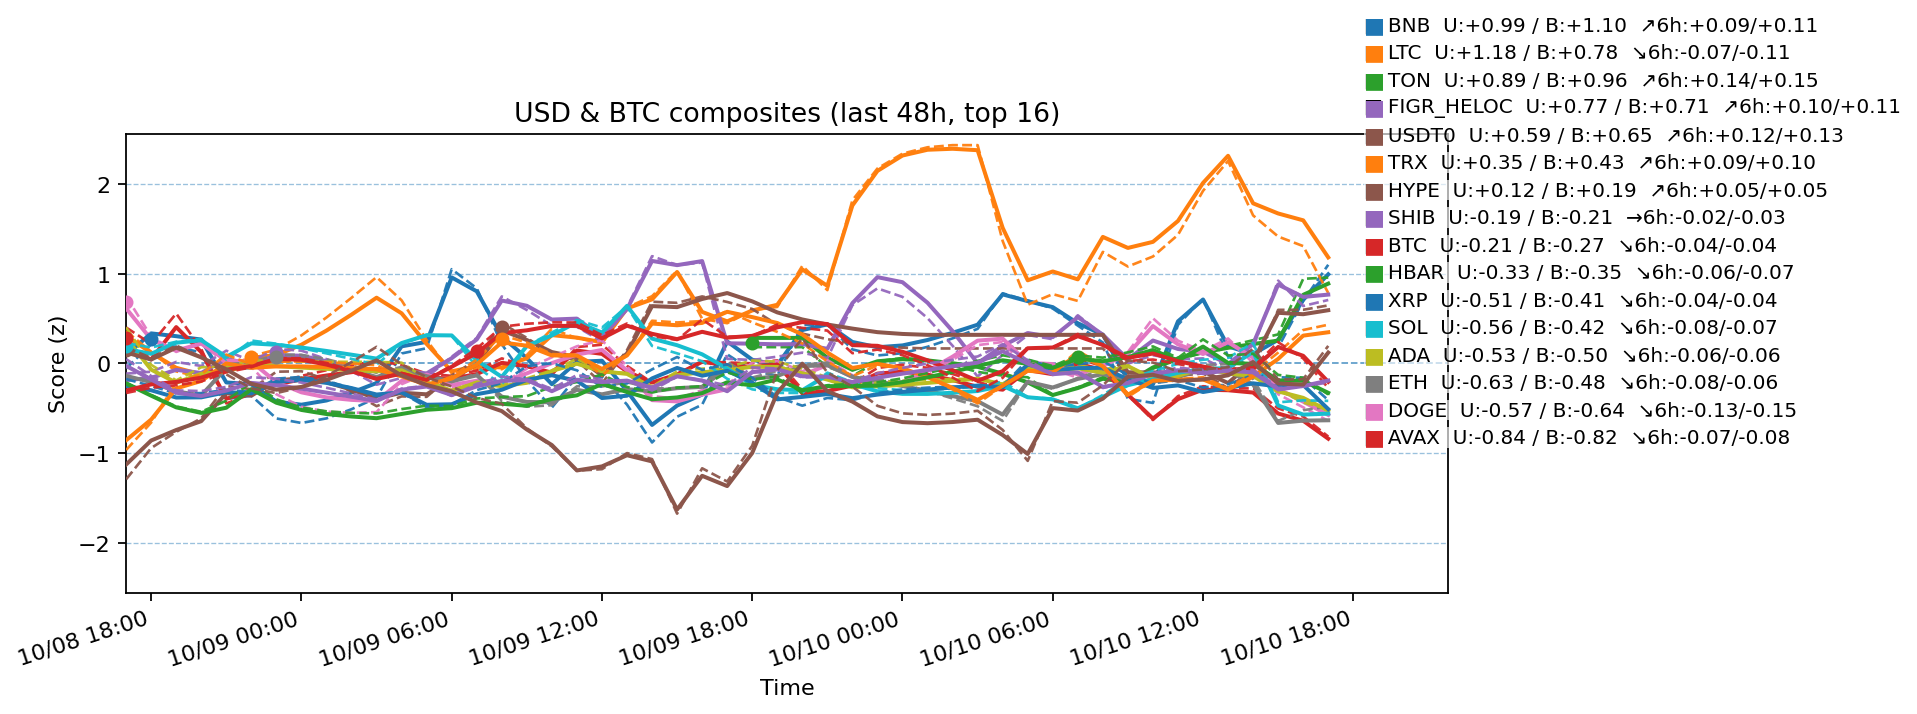 BNB  U:+0.99 / B:+1.10  ↗6h:+0.09/+0.11
LTC  U:+1.18 / B:+0.78  ↘6h:-0.07/-0.11
TON  U:+0.89 / B:+0.96  ↗6h:+0.14/+0.15
FIGR_HELOC  U:+0.77 / B:+0.71  ↗6h:+0.10/+0.11
USDT0  U:+0.59 / B:+0.65  ↗6h:+0.12/+0.13
TRX  U:+0.35 / B:+0.43  ↗6h:+0.09/+0.10
HYPE  U:+0.12 / B:+0.19  ↗6h:+0.05/+0.05
SHIB  U:-0.19 / B:-0.21  →6h:-0.02/-0.03
BTC  U:-0.21 / B:-0.27  ↘6h:-0.04/-0.04
HBAR  U:-0.33 / B:-0.35  ↘6h:-0.06/-0.07
XRP  U:-0.51 / B:-0.41  ↘6h:-0.04/-0.04
SOL  U:-0.56 / B:-0.42  ↘6h:-0.08/-0.07
ADA  U:-0.53 / B:-0.50  ↘6h:-0.06/-0.06
ETH  U:-0.63 / B:-0.48  ↘6h:-0.08/-0.06
DOGE  U:-0.57 / B:-0.64  ↘6h:-0.13/-0.15
AVAX  U:-0.84 / B:-0.82  ↘6h:-0.07/-0.08
USD & BTC composites (last 48h, top 16)
Score (z)
2
1
0
−1
−2
10/08 18:00
10/09 00:00
10/09 06:00
10/09 12:00
10/09 18:00
10/10 00:00
10/10 06:00
10/10 12:00
10/10 18:00
Time